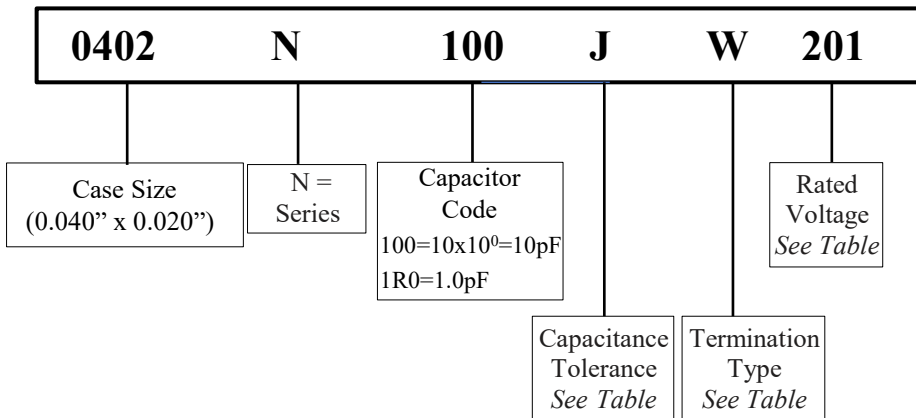 0402 N 100 J W 201
Case Size
(0.040” x 0.020”)
N =
Series
Capacitor
Code
100=10x10⁰=10pF
1R0=1.0pF
Rated
Voltage
See Table
Capacitance
Tolerance
See Table
Termination
Type
See Table